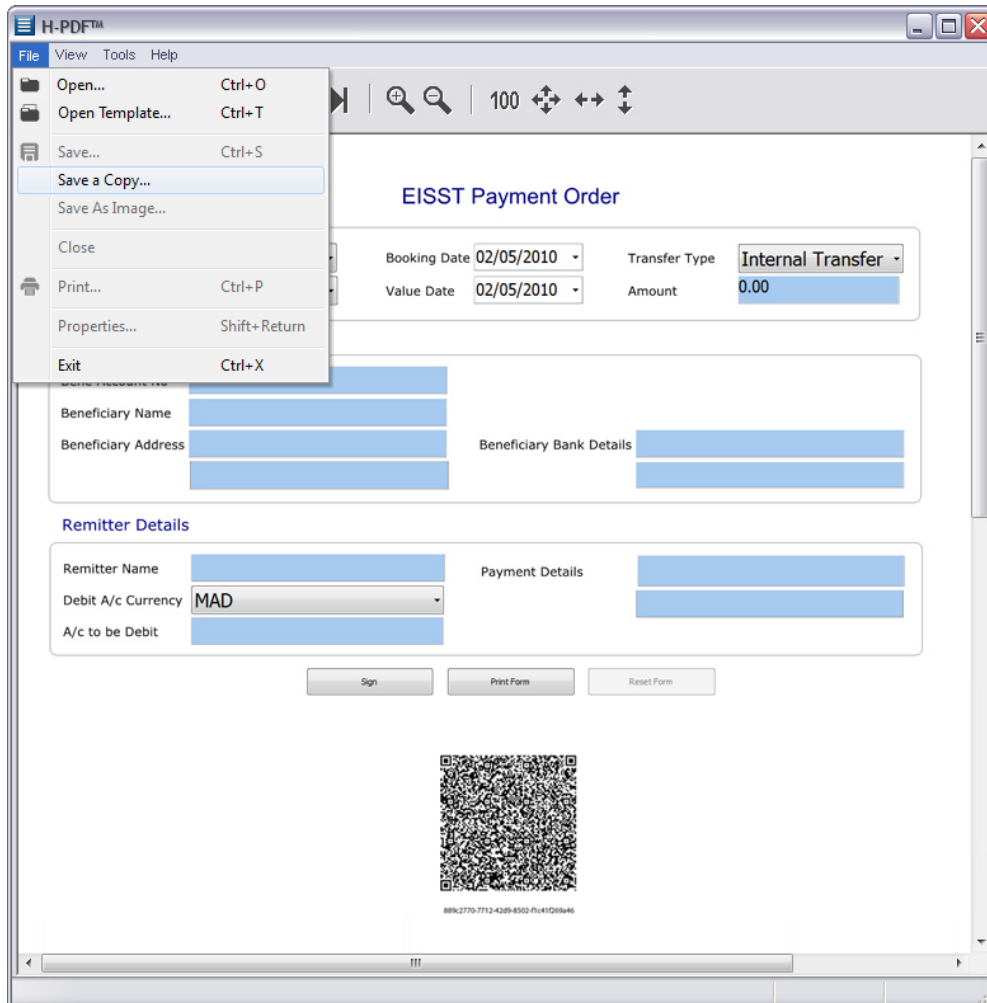 H-PDF™
File View Tools Help
Open... Ctrl+O
Open Template... Ctrl+T
Save... Ctrl+S
Save a Copy...
Save As Image...
Close
Print... Ctrl+P
Properties... Shift+Return
Exit Ctrl+X
100
EISST Payment Order
Booking Date 02/05/2010 Transfer Type Internal Transfer
Value Date 02/05/2010 Amount 0.00
Bene Account No
Beneficiary Name
Beneficiary Address Beneficiary Bank Details
Remitter Details
Remitter Name Payment Details
Debit A/c Currency MAD
A/c to be Debit
Sign Print Form Reset Form
889c2770-7712-42d9-8502-f1c41f269a46